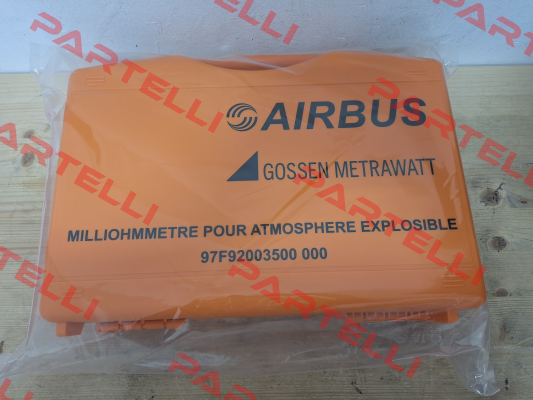 AIRBUS
GOSSEN METRAWATT
MILLIOHMMETRE POUR ATMOSPHERE EXPLOSIBLE
97F92003500 000
PARTELLI
PARTELLI
PARTELLI
PARTELLI
PARTELLI
PARTELLI